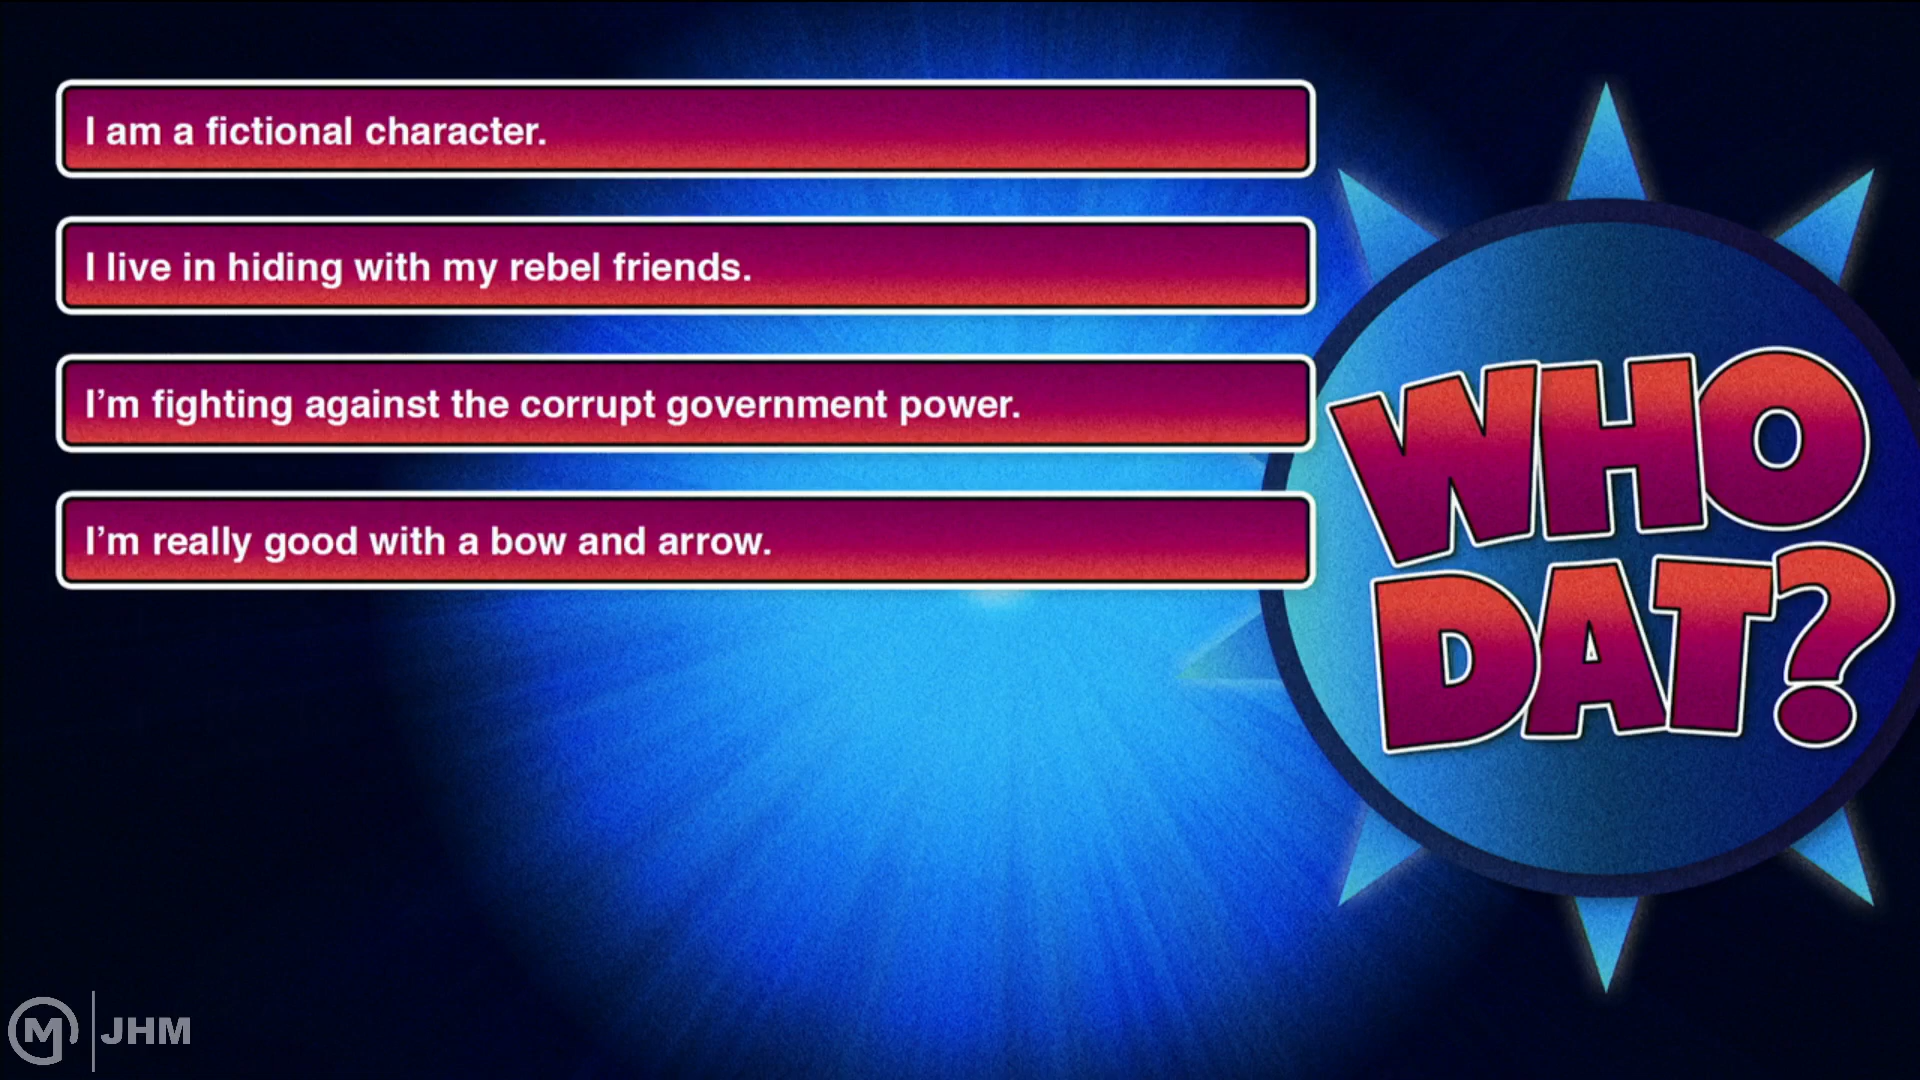 I am a fictional character.
I live in hiding with my rebel friends.
I’m fighting against the corrupt government power.
I’m really good with a bow and arrow.
WHO
DAT?
M JHM